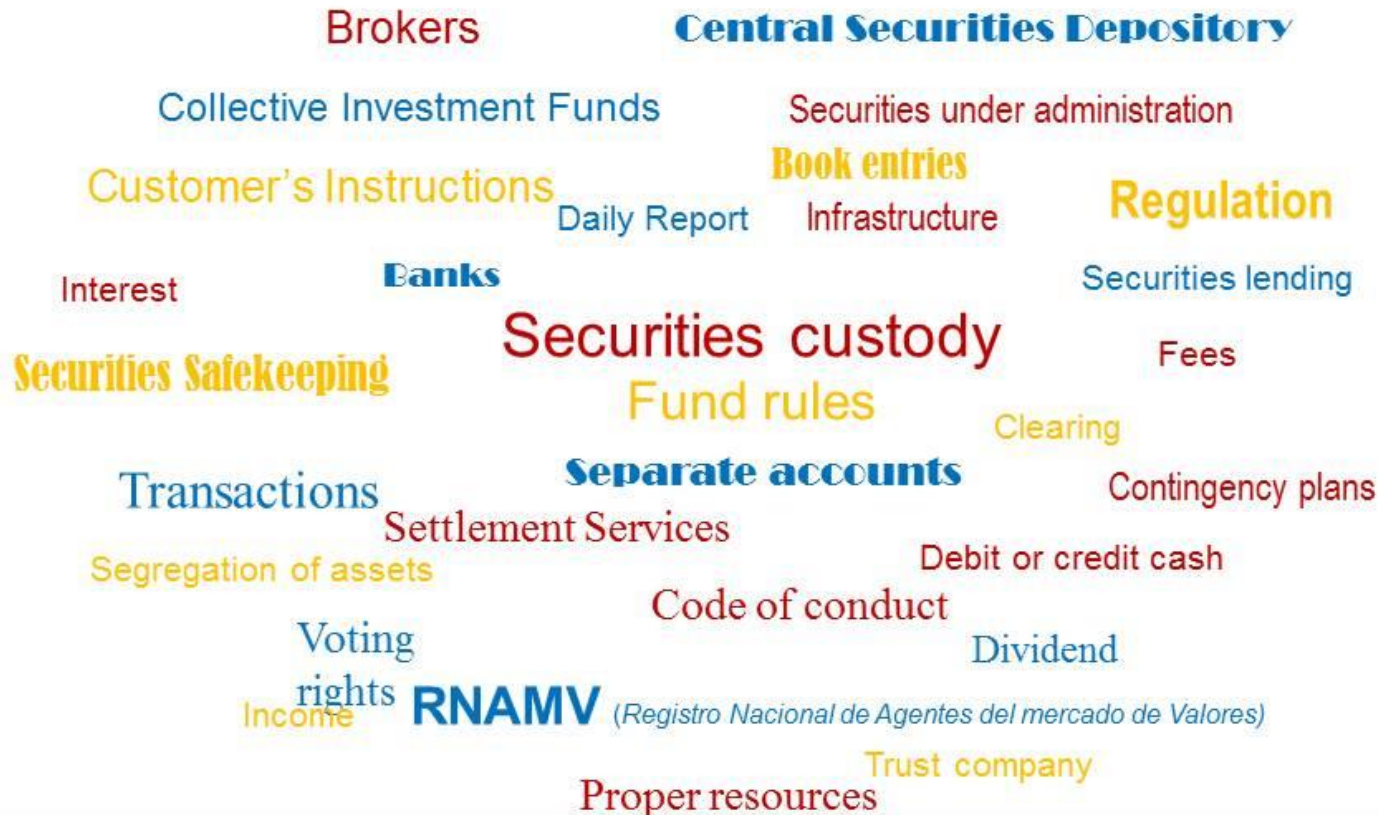 Brokers
Central Securities Depository
Collective Investment Funds
Securities under administration
Book entries
Customer's Instructions
Regulation
Daily Report
Infrastructure
Banks
Securities lending
Interest
Securities custody
Fees
Securities Safekeeping
Fund rules
Clearing
Separate accounts
Transactions
Contingency plans
Settlement Services
Debit or credit cash
Segregation of assets
Code of conduct
Voting
rights
Dividend
Income
RNAMV (Registro Nacional de Agentes del mercado de Valores)
Trust company
Proper resources